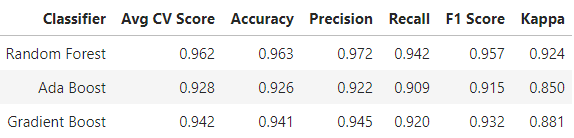 Classifier Avg CV Score Accuracy Precision Recall F1 Score Kappa
Random Forest 0.962 0.963 0.972 0.942 0.957 0.924
Ada Boost 0.928 0.926 0.922 0.909 0.915 0.850
Gradient Boost 0.942 0.941 0.945 0.920 0.932 0.881